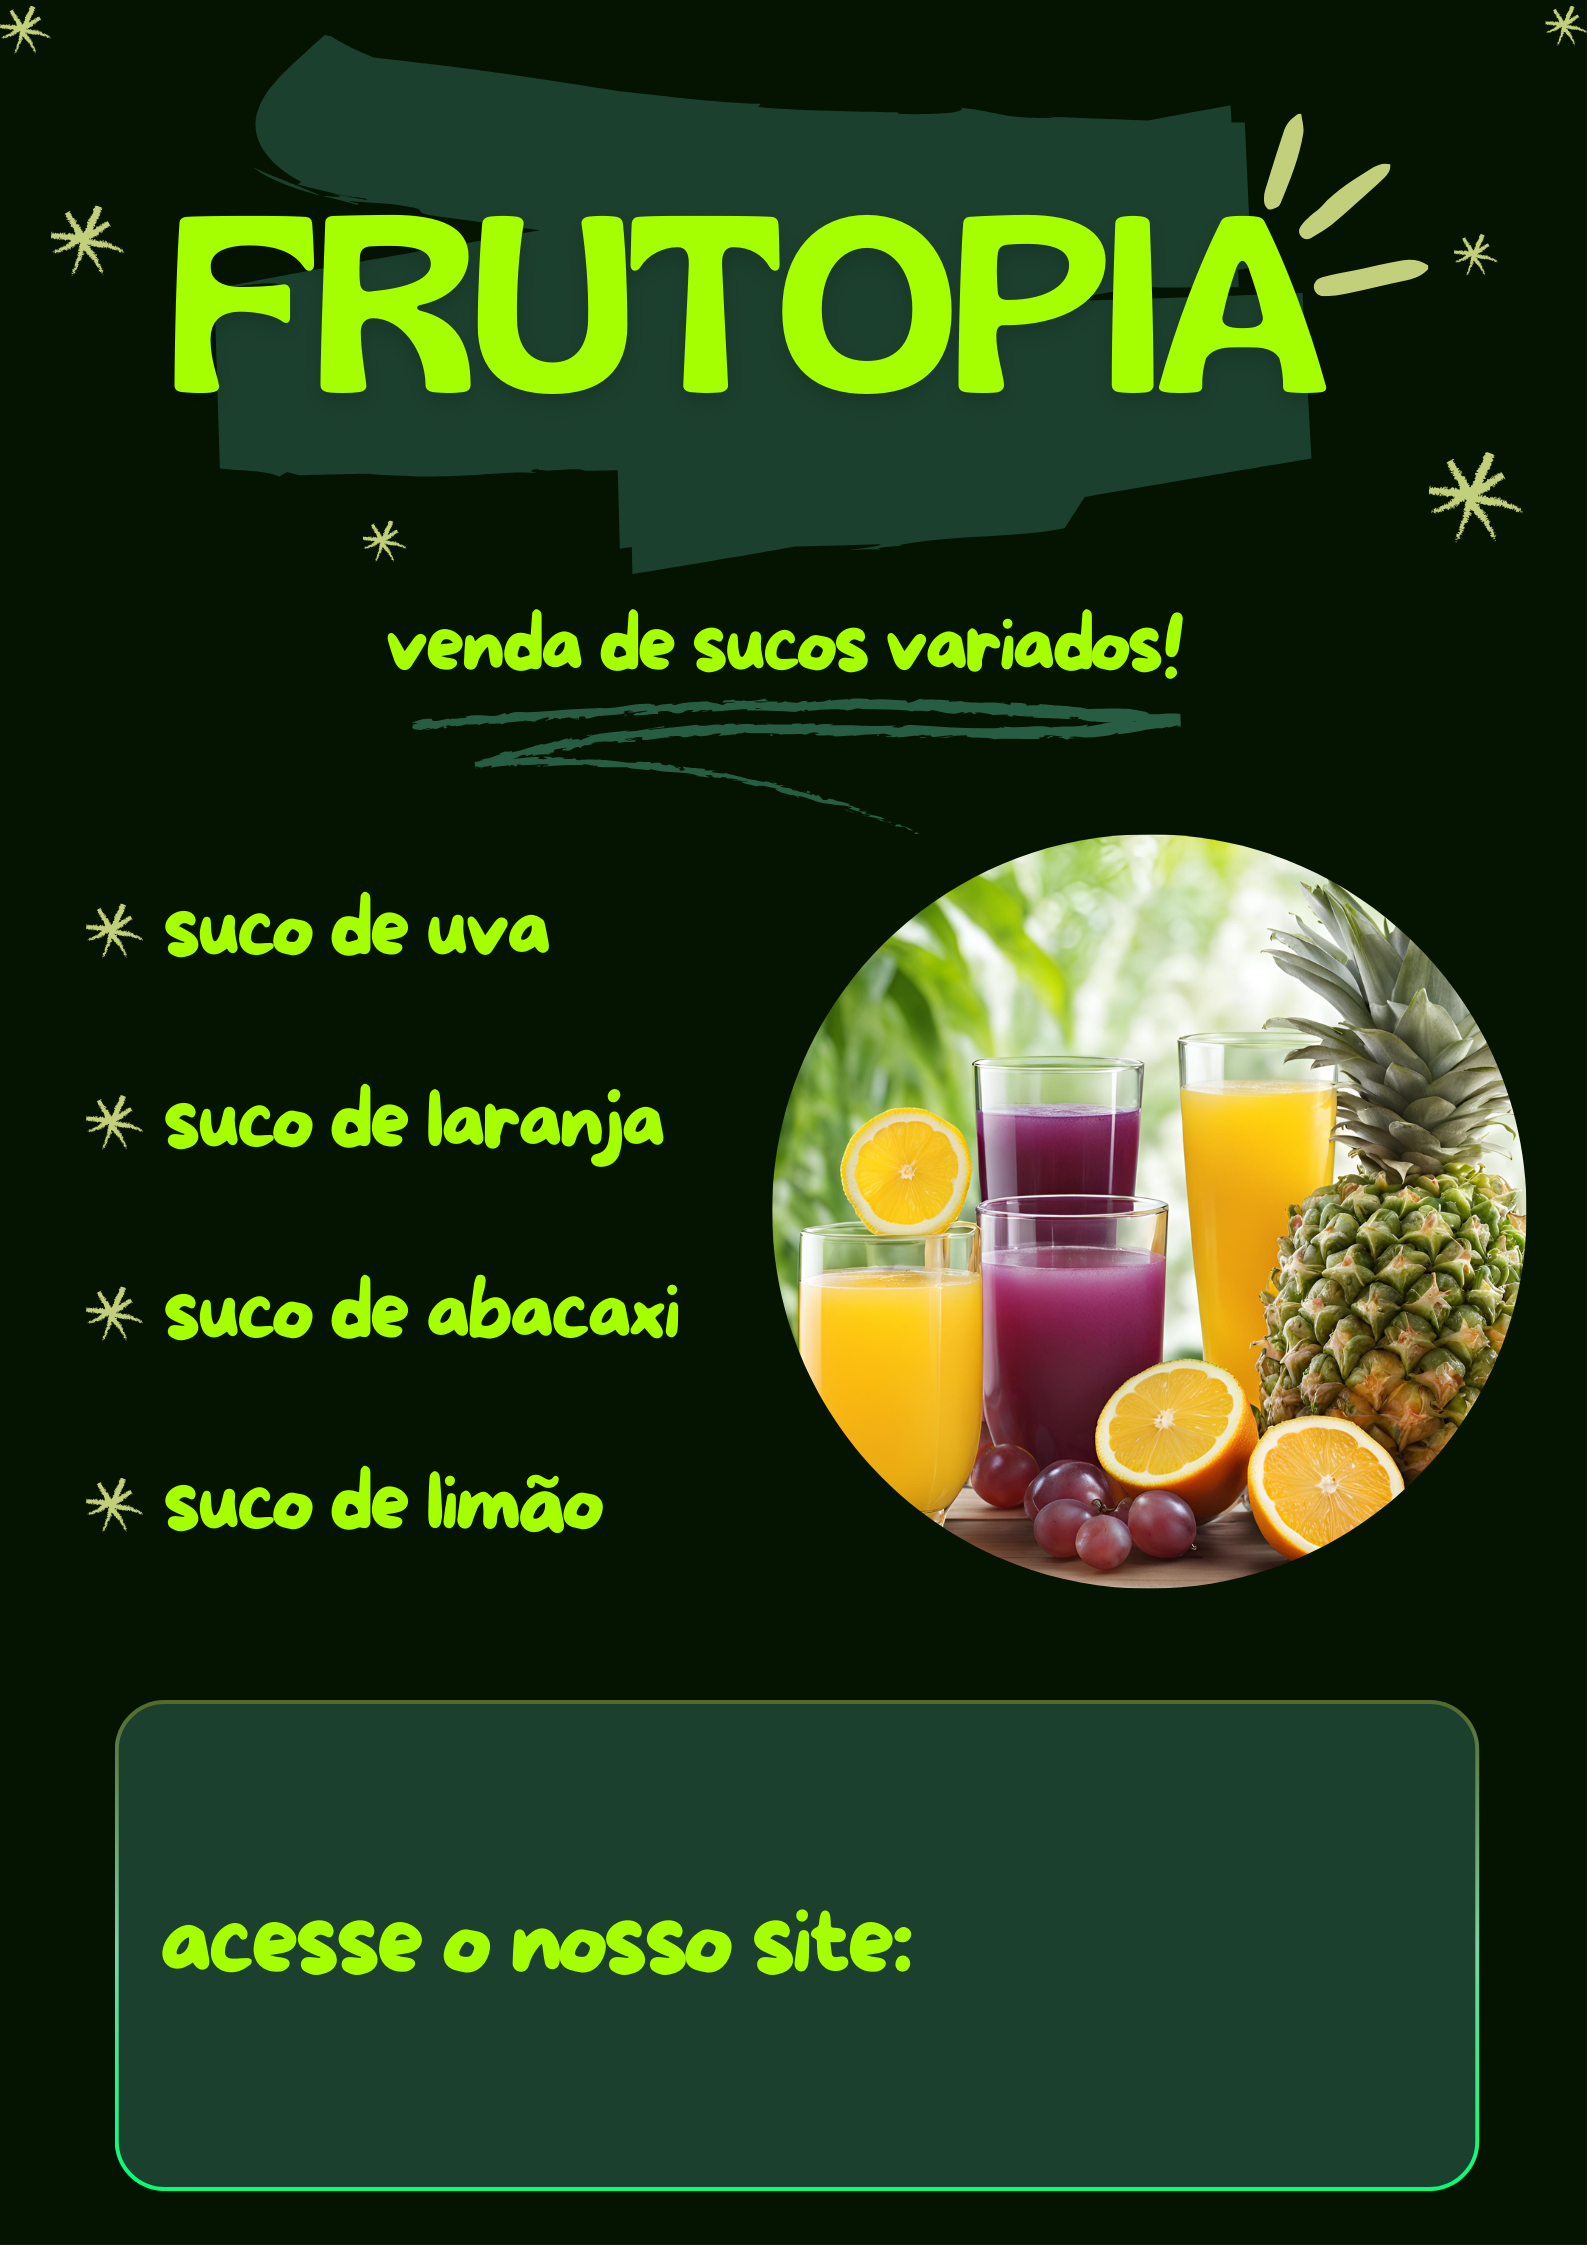 FRUTOPIA
venda de sucos variados!
suco de uva
suco de laranja
suco de abacaxi
suco de limão
acesse o nosso site: